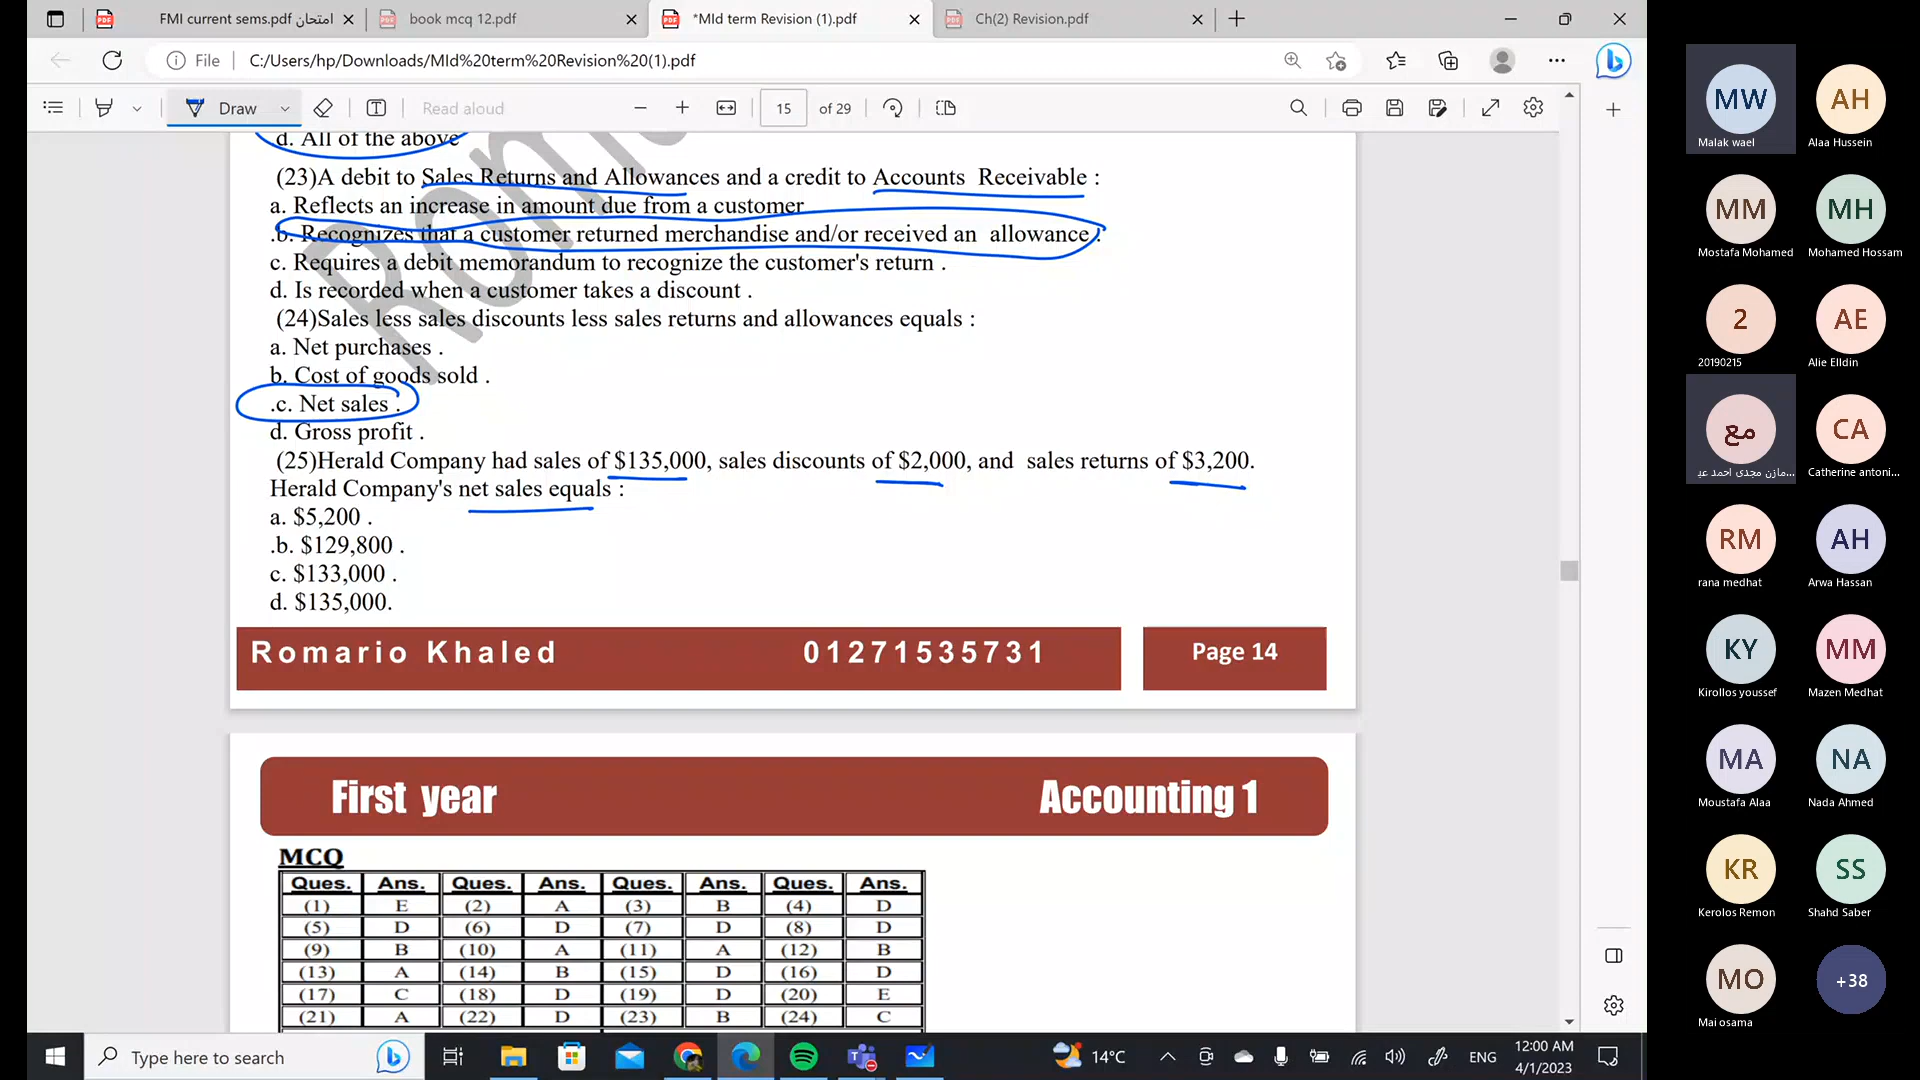 FMI current sems.pdf امتحان
book mcq 12.pdf
*MId term Revision (1).pdf
Ch(2) Revision.pdf
File
C:/Users/hp/Downloads/MId%20term%20Revision%20(1).pdf
Draw
Read aloud
15 of 29
d. All of the above
(23)A debit to Sales Returns and Allowances and a credit to Accounts Receivable :
a. Reflects an increase in amount due from a customer
.b. Recognizes that a customer returned merchandise and/or received an allowance .
c. Requires a debit memorandum to recognize the customer's return .
d. Is recorded when a customer takes a discount .
(24)Sales less sales discounts less sales returns and allowances equals :
a. Net purchases .
b. Cost of goods sold .
.c. Net sales .
d. Gross profit .
(25)Herald Company had sales of $135,000, sales discounts of $2,000, and sales returns of $3,200.
Herald Company's net sales equals :
a. $5,200 .
.b. $129,800 .
c. $133,000 .
d. $135,000.
Romario Khaled 01271535731 Page 14
First year Accounting 1
MCQ
Ques. Ans. Ques. Ans. Ques. Ans. Ques. Ans.
(1) E (2) A (3) B (4) D
(5) D (6) D (7) D (8) D
(9) B (10) A (11) A (12) B
(13) A (14) B (15) D (16) D
(17) C (18) D (19) D (20) E
(21) A (22) D (23) B (24) C
Type here to search
14°C
ENG
12:00 AM
4/1/2023
MW AH
Malak wael Alaa Hussein
MM MH
Mostafa Mohamed Mohamed Hossam
2 AE
20190215 Alie Elldin
مع CA
مازن مجدى احمد عبد... Catherine antoni...
RM AH
rana medhat Arwa Hassan
KY MM
Kirollos youssef Mazen Medhat
MA NA
Moustafa Alaa Nada Ahmed
KR SS
Kerolos Remon Shahd Saber
MO +38
Mai osama